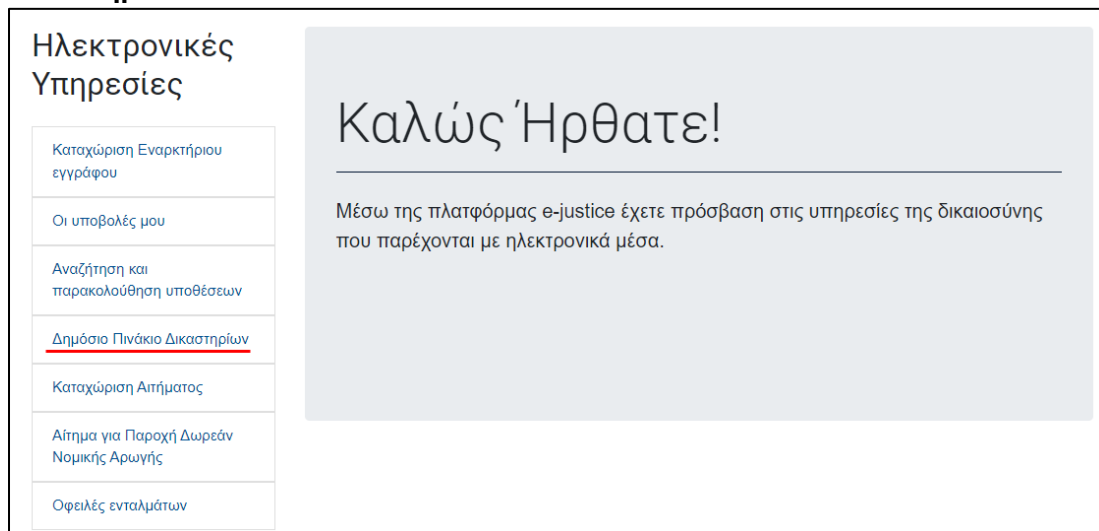 Ηλεκτρονικές
Υπηρεσίες
Καταχώριση Εναρκτήριου
εγγράφου
Οι υποβολές μου
Αναζήτηση και
παρακολούθηση υποθέσεων
Δημόσιο Πινάκιο Δικαστηρίων
Καταχώριση Αιτήματος
Αίτημα για Παροχή Δωρεάν
Νομικής Αρωγής
Οφειλές ενταλμάτων
Καλώς Ήρθατε!
Μέσω της πλατφόρμας e-justice έχετε πρόσβαση στις υπηρεσίες της δικαιοσύνης
που παρέχονται με ηλεκτρονικά μέσα.